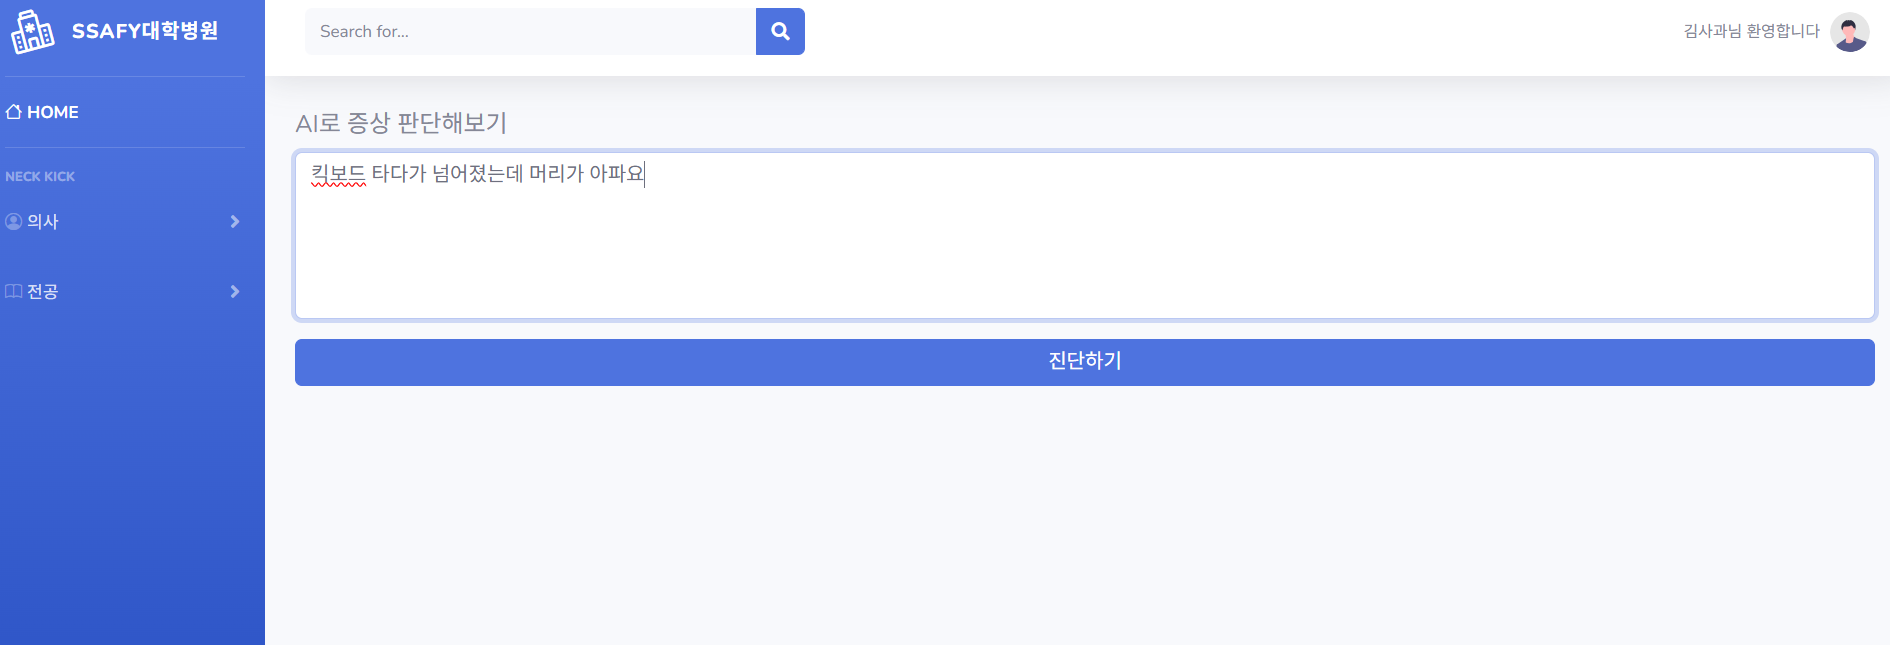 SSAFY대학병원
Search for...
김사과님 환영합니다
HOME
NECK KICK
의사
전공
AI로 증상 판단해보기
킥보드 타다가 넘어졌는데 머리가 아파요
진단하기